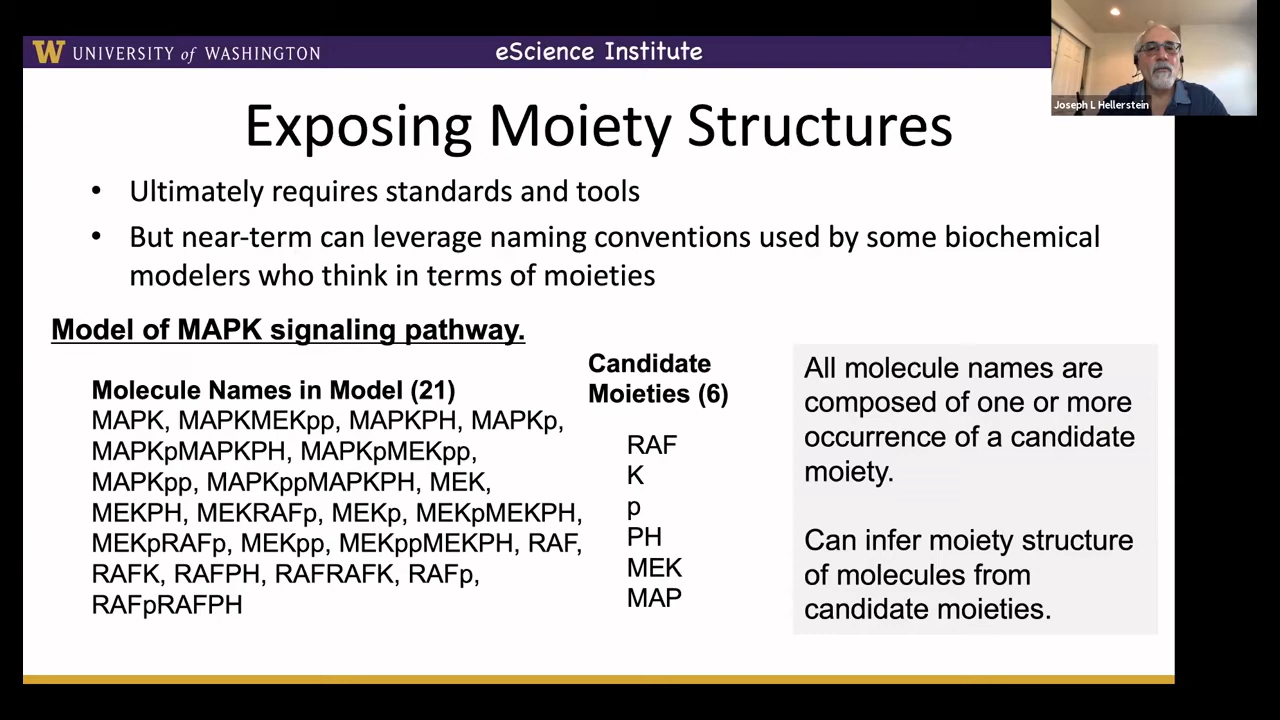 W UNIVERSITY of WASHINGTON
eScience Institute
Joseph L Hellerstein
Exposing Moiety Structures
• Ultimately requires standards and tools
• But near-term can leverage naming conventions used by some biochemical
modelers who think in terms of moieties
Model of MAPK signaling pathway.
Molecule Names in Model (21)
MAPK, MAPKMEKpp, MAPKPH, MAPKp,
MAPKpMAPKPH, MAPKpMEKpp,
MAPKpp, MAPKppMAPKPH, MEK,
MEKPH, MEKRAFp, MEKp, MEKpMEKPH,
MEKpRAFp, MEKpp, MEKppMEKPH, RAF,
RAFK, RAFPH, RAFRAFK, RAFp,
RAFpRAFPH
Candidate
Moieties (6)
RAF
K
p
PH
MEK
MAP
All molecule names are
composed of one or more
occurrence of a candidate
moiety.
Can infer moiety structure
of molecules from
candidate moieties.